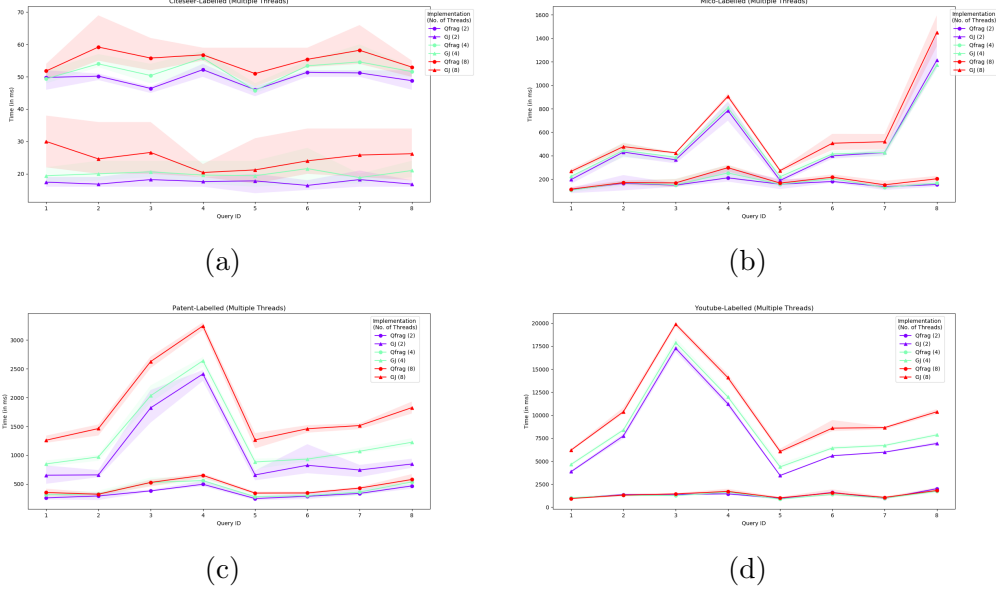 Citeseer-Labelled (Multiple Threads)
Time (in ms)
70
60
50
40
30
20
1 2 3 4 5 6 7 8
Query ID
Implementation
(No. of Threads)
Qfrag (2)
GJ (2)
Qfrag (4)
GJ (4)
Qfrag (8)
GJ (8)
(a)
Mico-Labelled (Multiple Threads)
Time (in ms)
1600
1400
1200
1000
800
600
400
200
1 2 3 4 5 6 7 8
Query ID
Implementation
(No. of Threads)
Qfrag (2)
GJ (2)
Qfrag (4)
GJ (4)
Qfrag (8)
GJ (8)
(b)
Patent-Labelled (Multiple Threads)
Time (in ms)
3000
2500
2000
1500
1000
500
1 2 3 4 5 6 7 8
Query ID
Implementation
(No. of Threads)
Qfrag (2)
GJ (2)
Qfrag (4)
GJ (4)
Qfrag (8)
GJ (8)
(c)
Youtube-Labelled (Multiple Threads)
Time (in ms)
20000
17500
15000
12500
10000
7500
5000
2500
0
1 2 3 4 5 6 7 8
Query ID
Implementation
(No. of Threads)
Qfrag (2)
GJ (2)
Qfrag (4)
GJ (4)
Qfrag (8)
GJ (8)
(d)